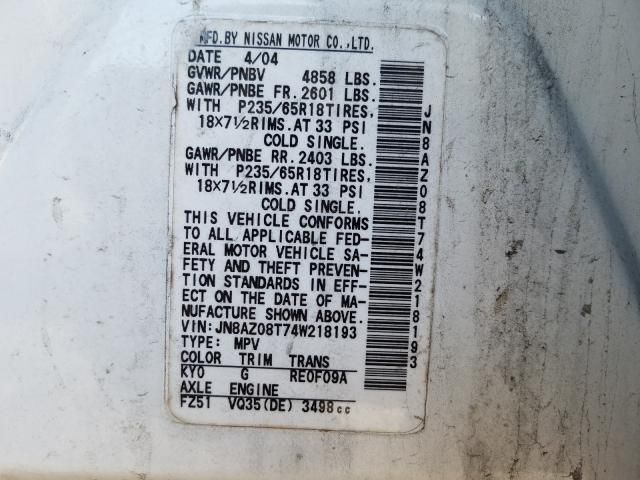 MFD.BY NISSAN MOTOR CO.,LTD.
DATE 4/04
GVWR/PNBV 4858 LBS.
GAWR/PNBE FR. 2601 LBS.
WITH P235/65R18TIRES,
18×7½RIMS.AT 33 PSI
COLD SINGLE.
GAWR/PNBE RR. 2403 LBS.
WITH P235/65R18TIRES,
18×7½RIMS.AT 33 PSI
COLD SINGLE.
THIS VEHICLE CONFORMS
TO ALL APPLICABLE FED-
ERAL MOTOR VEHICLE SA-
FETY AND THEFT PREVEN-
TION STANDARDS IN EFF-
ECT ON THE DATE OF MA-
NUFACTURE SHOWN ABOVE.
VIN:JN8AZ08T74W218193
TYPE: MPV
COLOR TRIM TRANS
KY0 G RE0F09A
AXLE ENGINE
FZ51 VQ35(DE) 3498cc
JN8AZ08T74W218193